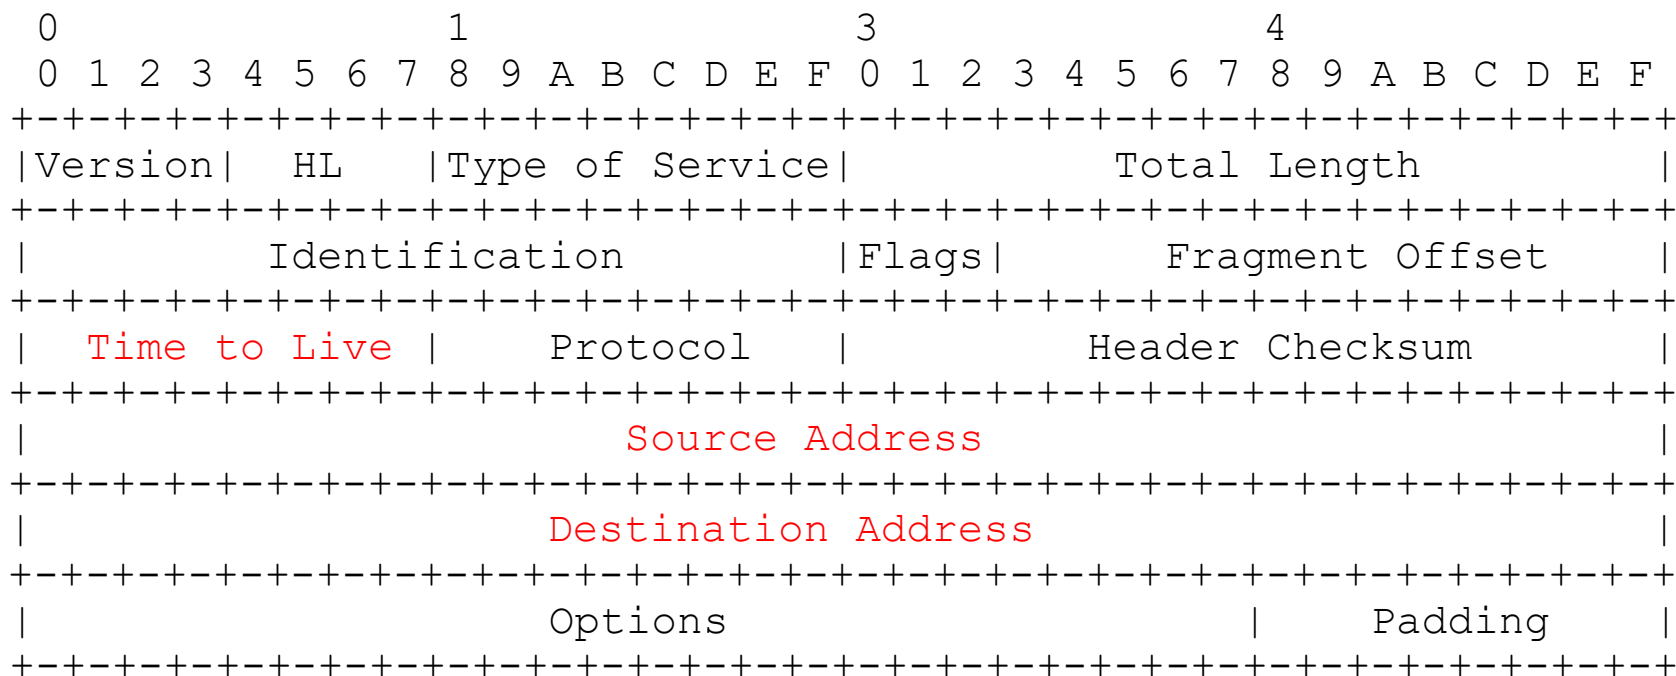 0               1               3               4
 0 1 2 3 4 5 6 7 8 9 A B C D E F 0 1 2 3 4 5 6 7 8 9 A B C D E F
+-+-+-+-+-+-+-+-+-+-+-+-+-+-+-+-+-+-+-+-+-+-+-+-+-+-+-+-+-+-+-+-+
|Version|  HL   |Type of Service|          Total Length         |
+-+-+-+-+-+-+-+-+-+-+-+-+-+-+-+-+-+-+-+-+-+-+-+-+-+-+-+-+-+-+-+-+
|         Identification        |Flags|      Fragment Offset    |
+-+-+-+-+-+-+-+-+-+-+-+-+-+-+-+-+-+-+-+-+-+-+-+-+-+-+-+-+-+-+-+-+
|  Time to Live |    Protocol   |         Header Checksum       |
+-+-+-+-+-+-+-+-+-+-+-+-+-+-+-+-+-+-+-+-+-+-+-+-+-+-+-+-+-+-+-+-+
|                       Source Address                          |
+-+-+-+-+-+-+-+-+-+-+-+-+-+-+-+-+-+-+-+-+-+-+-+-+-+-+-+-+-+-+-+-+
|                    Destination Address                        |
+-+-+-+-+-+-+-+-+-+-+-+-+-+-+-+-+-+-+-+-+-+-+-+-+-+-+-+-+-+-+-+-+
|                    Options                    |    Padding    |
+-+-+-+-+-+-+-+-+-+-+-+-+-+-+-+-+-+-+-+-+-+-+-+-+-+-+-+-+-+-+-+-+